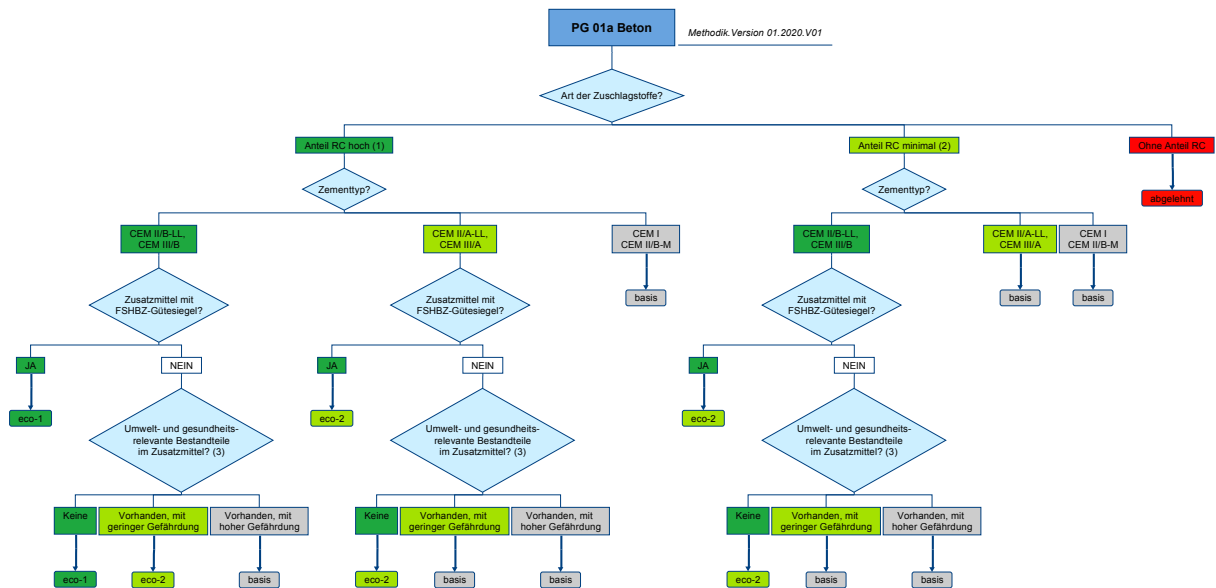 PG 01a Beton
Methodik.Version 01.2020.V01
Art der Zuschlagstoffe?
Anteil RC hoch (1)
Anteil RC minimal (2)
Ohne Anteil RC
Zementtyp?
Zementtyp?
abgelehnt
CEM II/B-LL,
CEM III/B
CEM II/A-LL,
CEM III/A
CEM I
CEM II/B-M
CEM II/B-LL,
CEM III/B
CEM II/A-LL,
CEM III/A
CEM I
CEM II/B-M
Zusatzmittel mit
FSHBZ-Gütesiegel?
Zusatzmittel mit
FSHBZ-Gütesiegel?
basis
Zusatzmittel mit
FSHBZ-Gütesiegel?
basis
basis
JA
NEIN
JA
NEIN
JA
NEIN
eco-1
eco-2
eco-2
Umwelt- und gesundheits-
relevante Bestandteile
im Zusatzmittel? (3)
Umwelt- und gesundheits-
relevante Bestandteile
im Zusatzmittel? (3)
Umwelt- und gesundheits-
relevante Bestandteile
im Zusatzmittel? (3)
Keine
Vorhanden, mit
geringer Gefährdung
Vorhanden, mit
hoher Gefährdung
Keine
Vorhanden, mit
geringer Gefährdung
Vorhanden, mit
hoher Gefährdung
Keine
Vorhanden, mit
geringer Gefährdung
Vorhanden, mit
hoher Gefährdung
eco-1
eco-2
basis
eco-2
basis
basis
eco-2
basis
basis